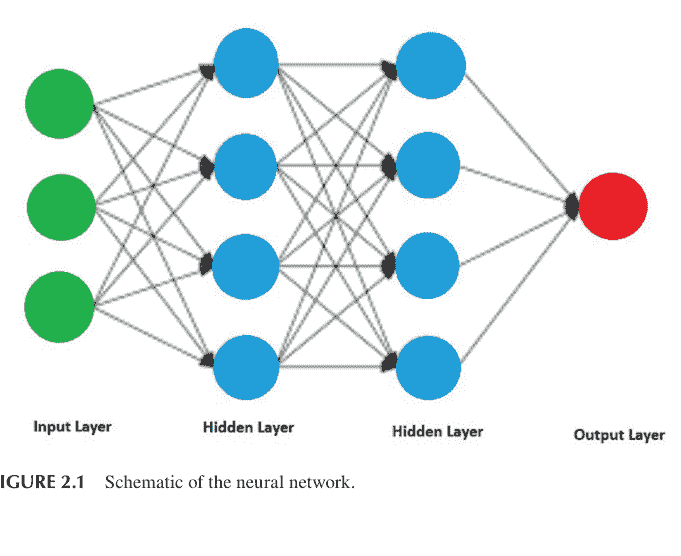 Input Layer
Hidden Layer
Hidden Layer
Output Layer
IGURE 2.1 Schematic of the neural network.